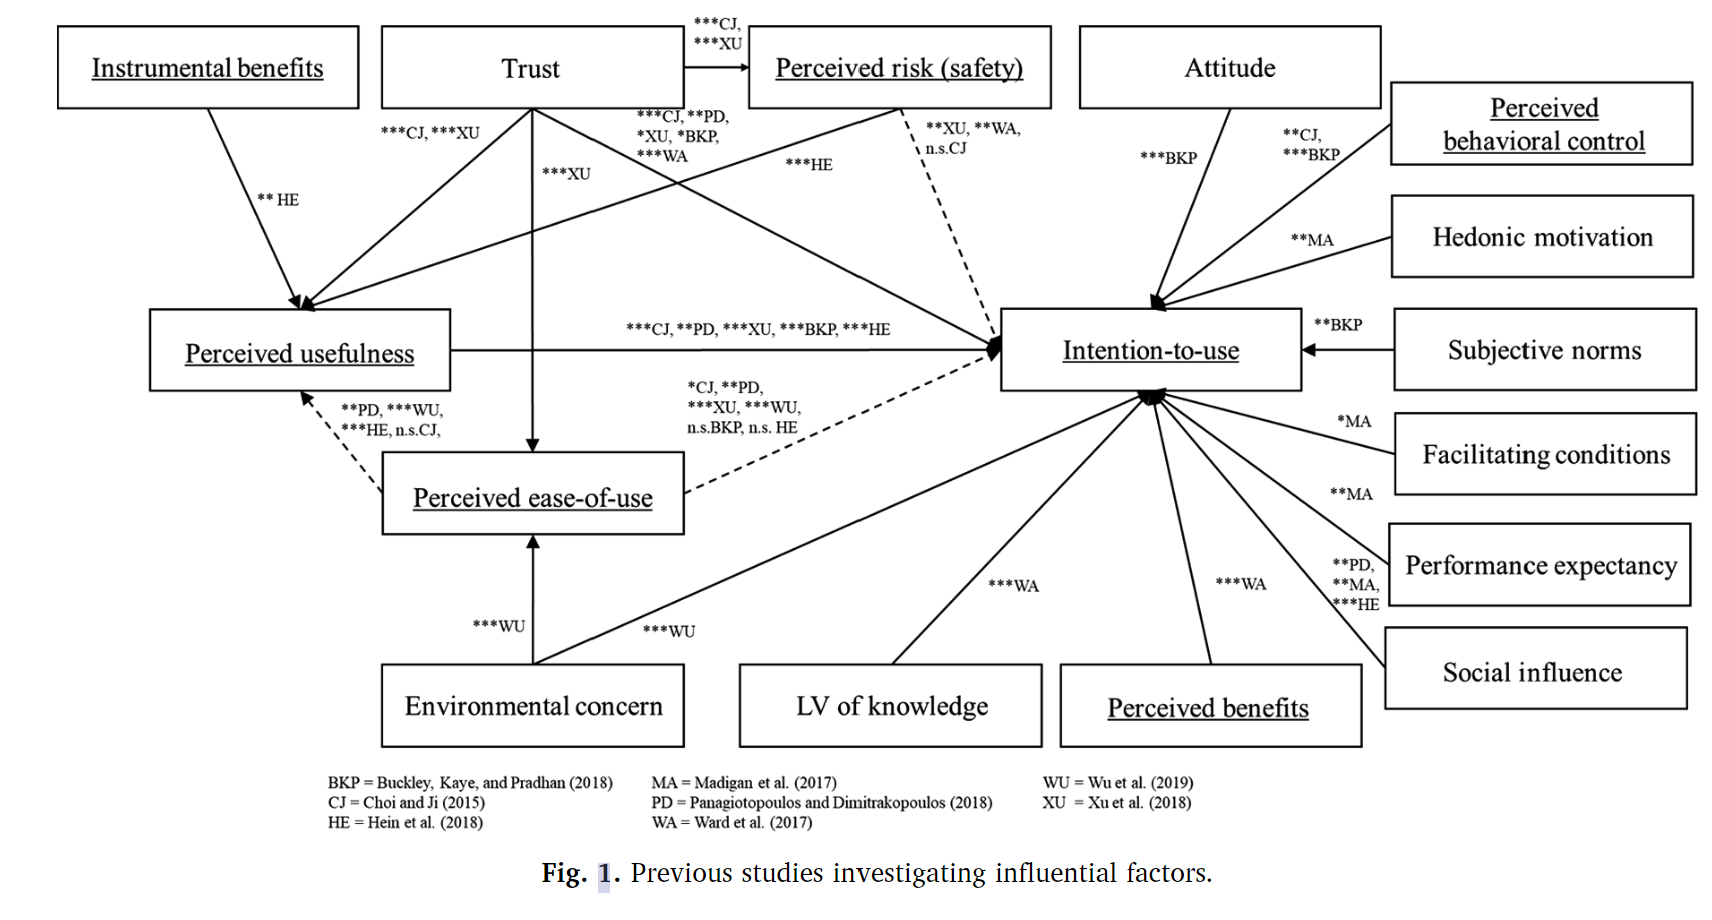 ***CJ,
***XU
Instrumental benefits
Trust
Perceived risk (safety)
Attitude
Perceived
behavioral control
***CJ, ***XU
***CJ, **PD,
*XU, *BKP,
***WA
***XU
***HE
**XU, **WA,
n.s.CJ
***BKP
**CJ,
***BKP
** HE
**MA
Hedonic motivation
Perceived usefulness
***CJ, **PD, ***XU, ***BKP, ***HE
Intention-to-use
**BKP
Subjective norms
**PD, ***WU,
***HE, n.s.CJ,
*CJ, **PD,
***XU, ***WU,
n.s.BKP, n.s. HE
*MA
Facilitating conditions
Perceived ease-of-use
**MA
Performance expectancy
**PD,
**MA,
***HE
***WU
***WU
***WA
***WA
Social influence
Environmental concern
LV of knowledge
Perceived benefits
BKP = Buckley, Kaye, and Pradhan (2018)
CJ = Choi and Ji (2015)
HE = Hein et al. (2018)
MA = Madigan et al. (2017)
PD = Panagiotopoulos and Dimitrakopoulos (2018)
WA = Ward et al. (2017)
WU = Wu et al. (2019)
XU = Xu et al. (2018)
Fig. 1. Previous studies investigating influential factors.